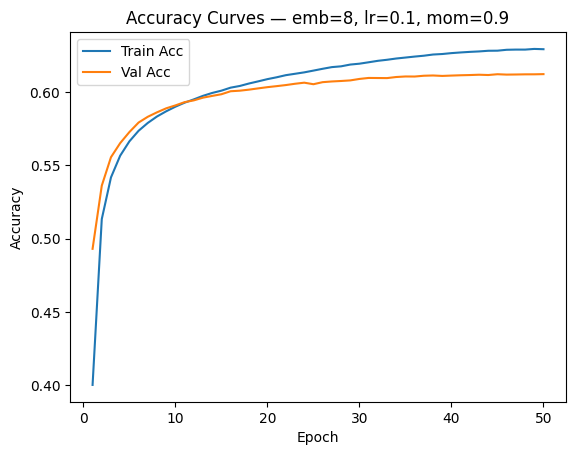 Accuracy Curves — emb=8, lr=0.1, mom=0.9
Train Acc
Val Acc
0.60
0.55
0.50
0.45
0.40
Accuracy
0 10 20 30 40 50
Epoch